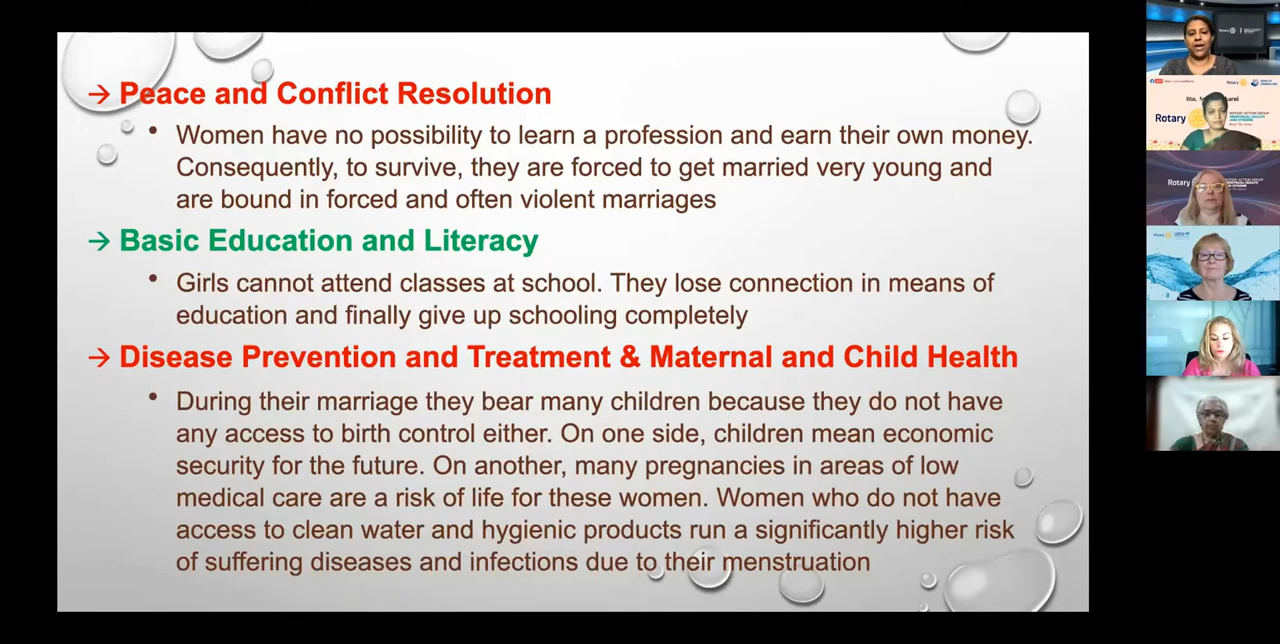 → Peace and Conflict Resolution
• Women have no possibility to learn a profession and earn their own money.
Consequently, to survive, they are forced to get married very young and
are bound in forced and often violent marriages
→ Basic Education and Literacy
• Girls cannot attend classes at school. They lose connection in means of
education and finally give up schooling completely
→ Disease Prevention and Treatment & Maternal and Child Health
• During their marriage they bear many children because they do not have
any access to birth control either. On one side, children mean economic
security for the future. On another, many pregnancies in areas of low
medical care are a risk of life for these women. Women who do not have
access to clean water and hygienic products run a significantly higher risk
of suffering diseases and infections due to their menstruation
Rotary
Rotary
Rotary